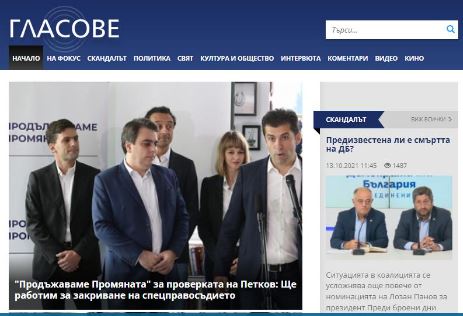 ГЛАСОВЕ
Търси...
НАЧАЛО НА ФОКУС СКАНДАЛЪТ ПОЛИТИКА СВЯТ КУЛТУРА И ОБЩЕСТВО ИНТЕРВЮТА КОМЕНТАРИ ВИДЕО КИНО
ПРОДЪЛЖАВАМЕ
ПРОМЯНАТА
"Продължаваме Промяната" за проверката на Петков: Ще
работим за закриване на спецправосъдието
СКАНДАЛЪТ
ВИЖ ВСИЧКИ
Предизвестена ли е смъртта
на ДБ?
13.10.2021 11:45 1487
България
ОБЕДИНЕНИЕ
Ситуацията в коалицията се
усложнява още повече от
номинацията на Лозан Панов за
президент.Преди броени дни